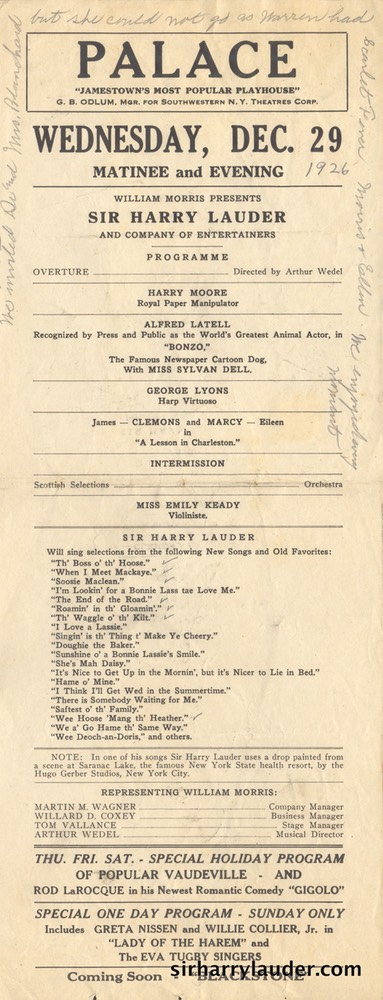 but she could not go as Warren had
Scarlet Fever
We invited Mrs. Blanchard
PALACE
"JAMESTOWN'S MOST POPULAR PLAYHOUSE"
G. B. ODLUM, MGR. FOR SOUTHWESTERN N. Y. THEATRES CORP.
WEDNESDAY, DEC. 29
MATINEE and EVENING 1926
WILLIAM MORRIS PRESENTS
SIR HARRY LAUDER
AND COMPANY OF ENTERTAINERS
PROGRAMME
OVERTURE Directed by Arthur Wedel
HARRY MOORE
Royal Paper Manipulator
ALFRED LATELL
Recognized by Press and Public as the World's Greatest Animal Actor, in
"BONZO,"
The Famous Newspaper Cartoon Dog,
With MISS SYLVAN DELL.
GEORGE LYONS
Harp Virtuoso
James — CLEMONS and MARCY — Eileen
in
"A Lesson in Charleston."
INTERMISSION
Scottish Selections Orchestra
MISS EMILY KEADY
Violiniste.
SIR HARRY LAUDER
Will sing selections from the following New Songs and Old Favorites:
"Th' Boss o' th' Hoose."
"When I Meet Mackaye."
"Soosie Maclean."
"I'm Lookin' for a Bonnie Lass tae Love Me."
"The End of the Road."
"Roamin' in th' Gloamin'."
"Th' Waggle o' th' Kilt."
"I Love a Lassie."
"Singin' is th' Thing t' Make Ye Cheery."
"Doughie the Baker."
"Sunshine o' a Bonnie Lassie's Smile."
"She's Mah Daisy."
"It's Nice to Get Up in the Mornin', but it's Nicer to Lie in Bed."
"Hame o' Mine."
"I Think I'll Get Wed in the Summertime."
"There is Somebody Waiting for Me."
"Saftest o' th' Family."
"Wee Hoose 'Mang th' Heather."
"We a' Go Hame th' Same Way."
"Wee Deoch-an-Doris," and others.
NOTE: In one of his songs Sir Harry Lauder uses a drop painted from
a scene at Saranac Lake, the famous New York State health resort, by the
Hugo Gerber Studios, New York City.
REPRESENTING WILLIAM MORRIS:
MARTIN M. WAGNER Company Manager
WILLARD D. COXEY Business Manager
TOM VALLANCE Stage Manager
ARTHUR WEDEL Musical Director
THU. FRI. SAT. - SPECIAL HOLIDAY PROGRAM
OF POPULAR VAUDEVILLE - AND
ROD LaROCQUE in his Newest Romantic Comedy "GIGOLO"
SPECIAL ONE DAY PROGRAM - SUNDAY ONLY
Includes GRETA NISSEN and WILLIE COLLIER, Jr. in
"LADY OF THE HAREM" and
The EVA TUGBY SINGERS
Coming Soon - "BLACKSTONE"
sirharrylauder.com